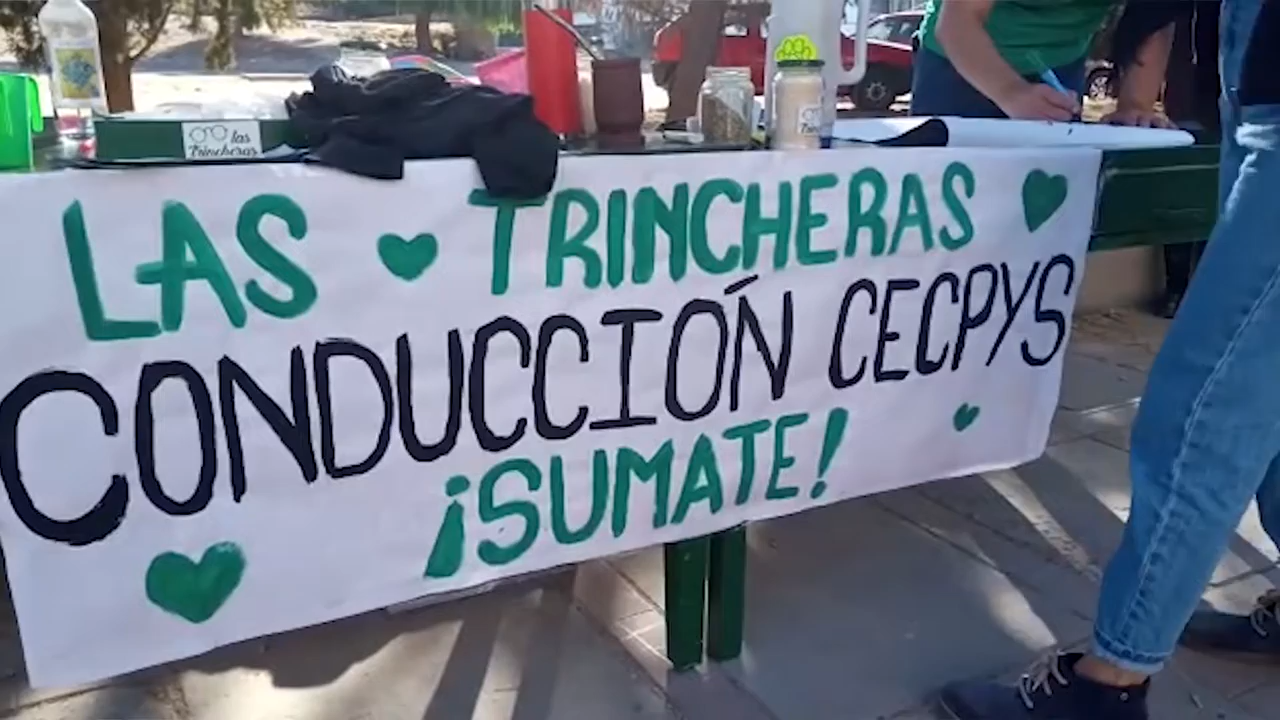 las
Trincheras
LAS TRINCHERAS
CONDUCCIÓN CECPYS
¡SUMATE!